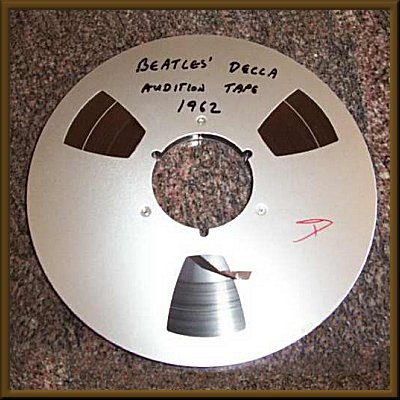 BEATLES' DECCA
AUDITION TAPE
1962